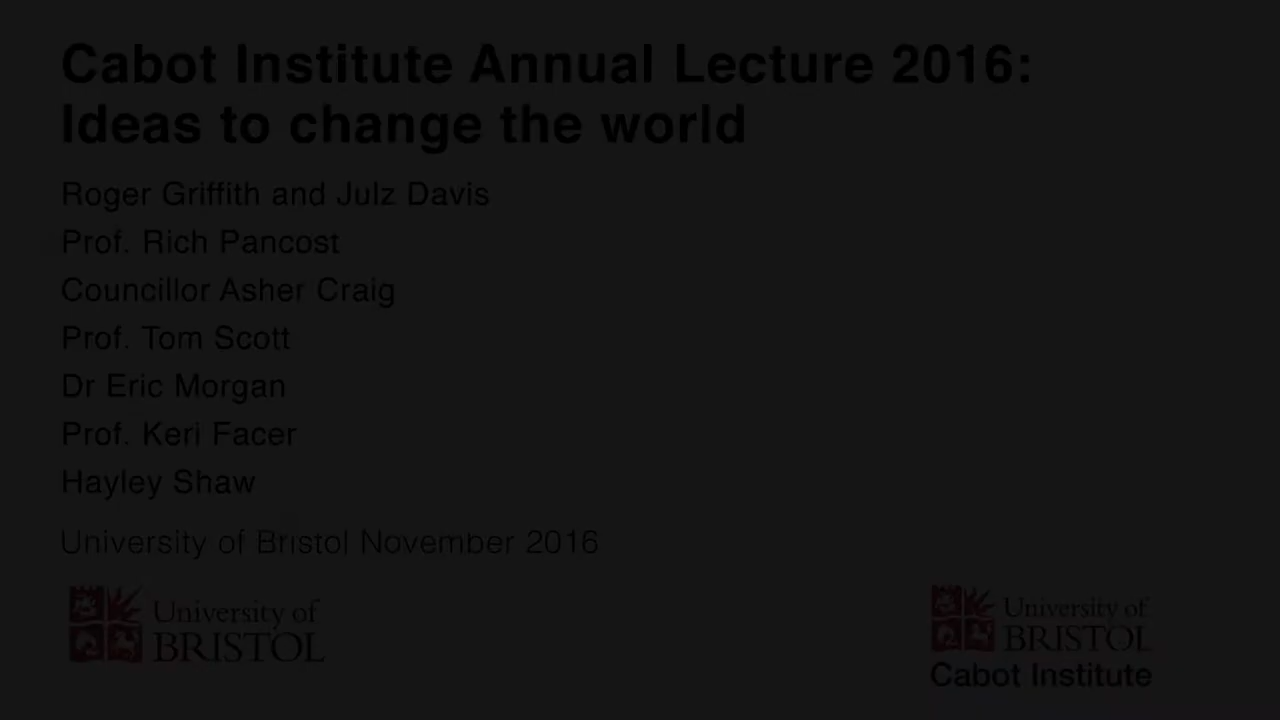 Cabot Institute Annual Lecture 2016:
Ideas to change the world
Roger Griffith and Julz Davis
Prof. Rich Pancost
Councillor Asher Craig
Prof. Tom Scott
Dr Eric Morgan
Prof. Keri Facer
Hayley Shaw
University of Bristol November 2016
University of
BRISTOL
University of
BRISTOL
Cabot Institute